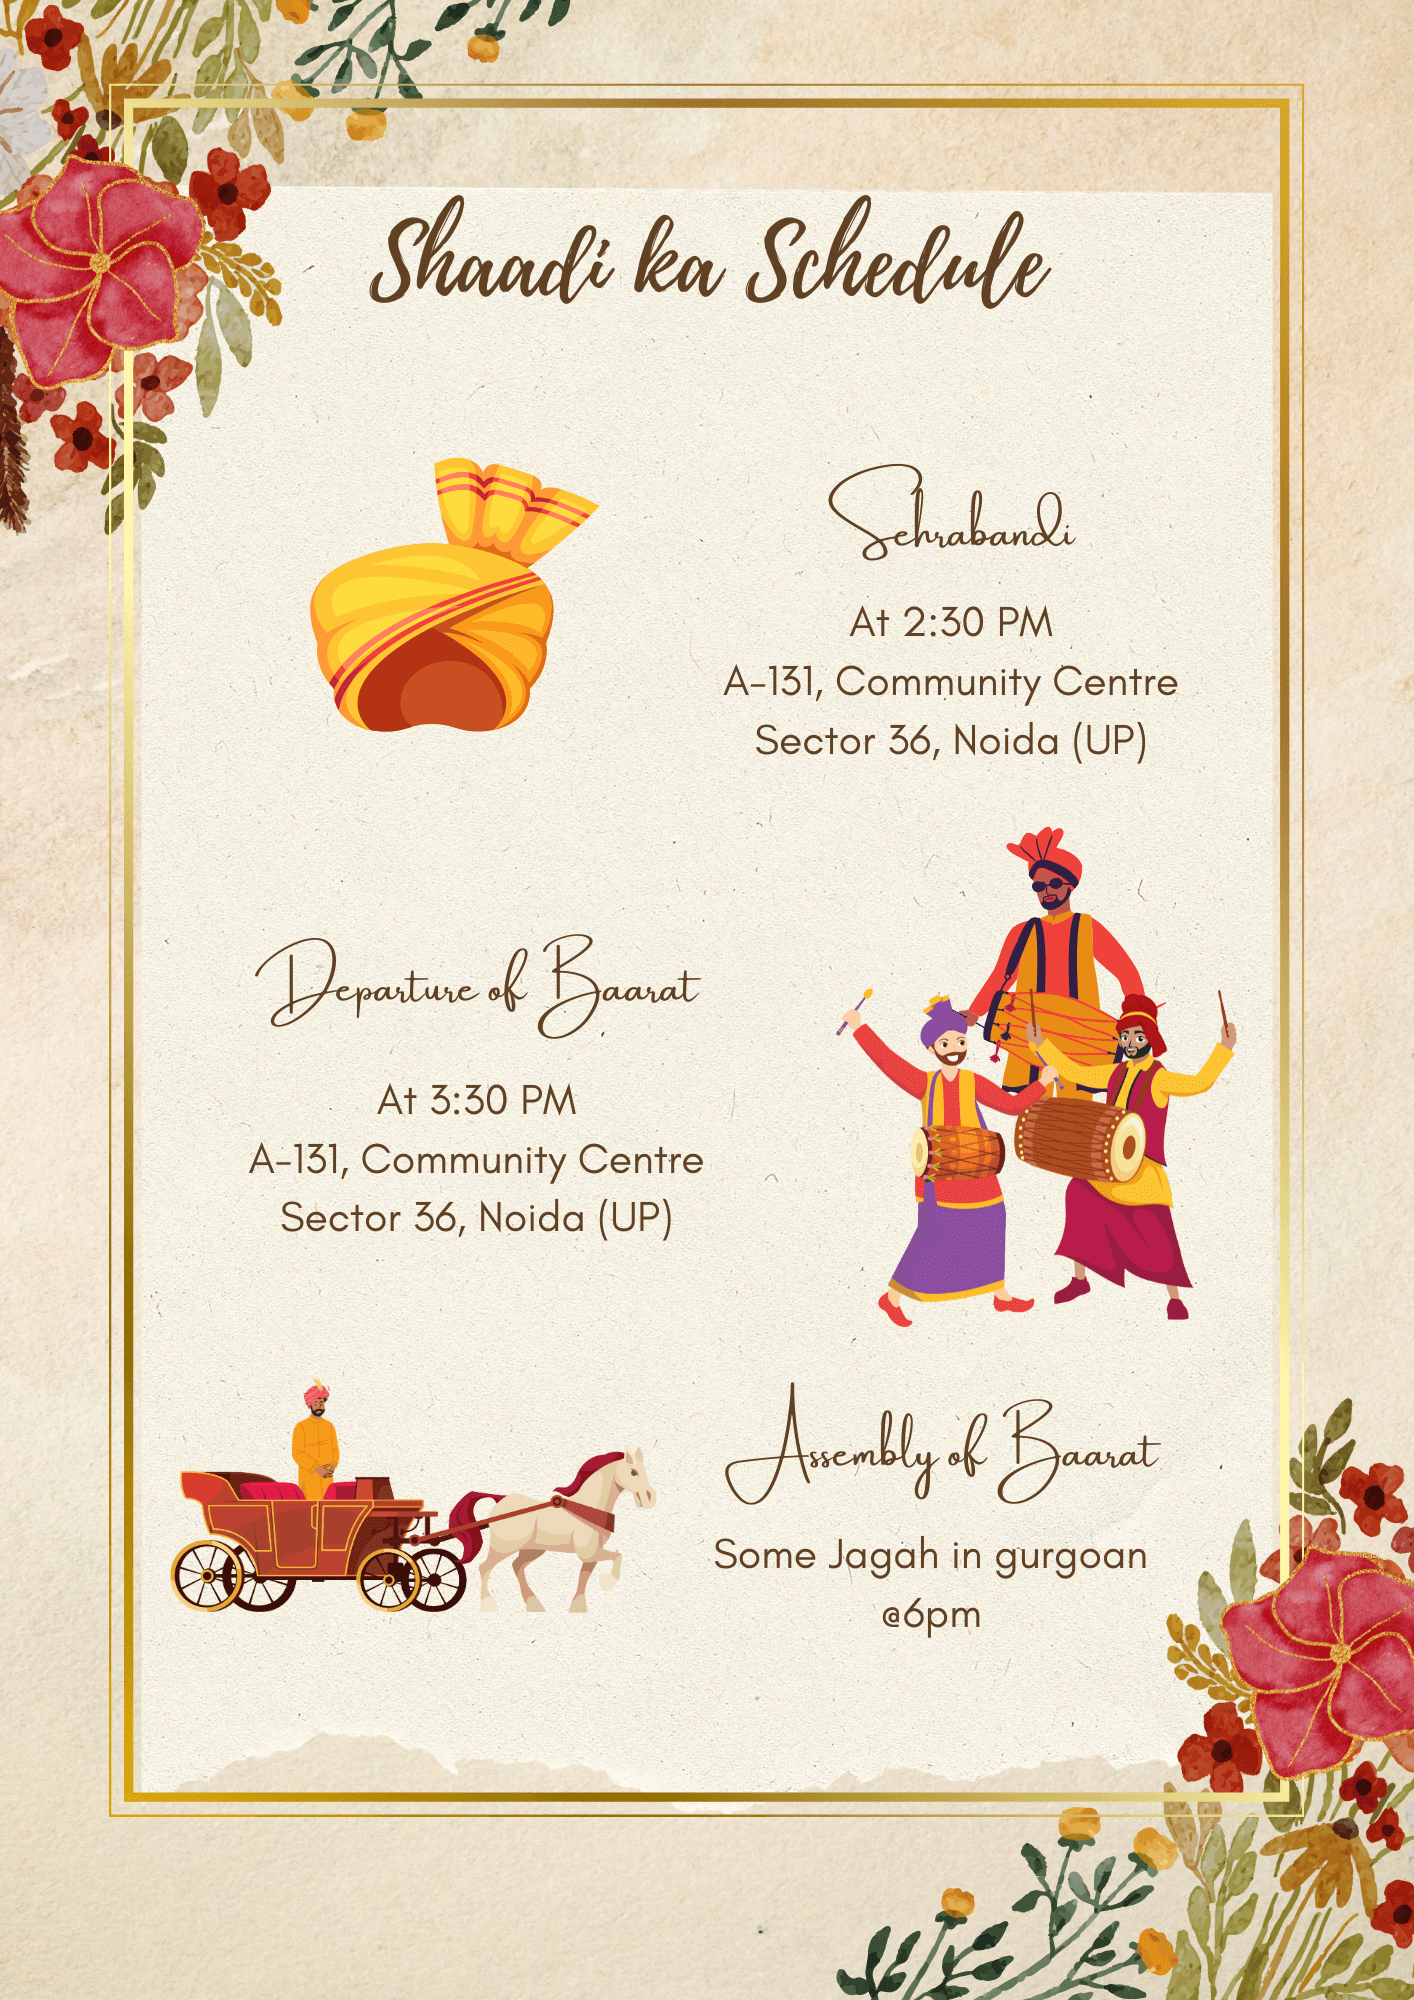 Shaadi ka Schedule
Sehrabandi
At 2:30 PM
A-131, Community Centre
Sector 36, Noida (UP)
Departure of Baarat
At 3:30 PM
A-131, Community Centre
Sector 36, Noida (UP)
Assembly of Baarat
Some Jagah in gurgoan
@6pm